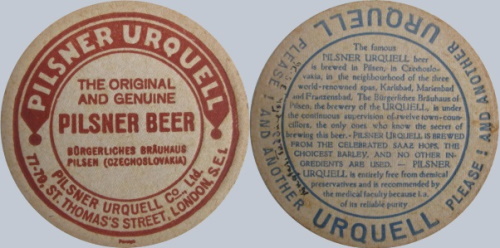 PILSNER URQUELL
THE ORIGINAL
AND GENUINE
PILSNER BEER
BÜRGERLICHES BRÄUHAUS
PILSEN (CZECHOSLOVAKIA)
PILSNER URQUELL Co., LM,
77-79, ST. THOMAS'S STREET, LONDON, S.E.1.
URQUELL
PLEASE ! AND ANOTHER
URQUELL
PLEASE ! AND ANOTHER
The famous
PILSNER URQUELL beer
is brewed in Pilsen, in Czechoslo-
vakia, in the neighbourhood of the three
world-renowned spas, Karlsbad, Marienbad
and Franzensbad. The Bürgerliches Bräuhaus of
Pilsen, the brewery of the URQUELL, is under
the continuous supervision of twelve town-coun-
cillors, the only ones who know the secret of
brewing this beer. - PILSNER URQUELL IS BREWED
FROM THE CELEBRATED SAAZ HOPS, THE
CHOICEST BARLEY, AND NO OTHER IN-
GREDIENTS ARE USED. - PILSNER
URQUELL is entirely free from chemical
preservatives and is recommended by
the medical faculty because i. a.
of its reliable purity